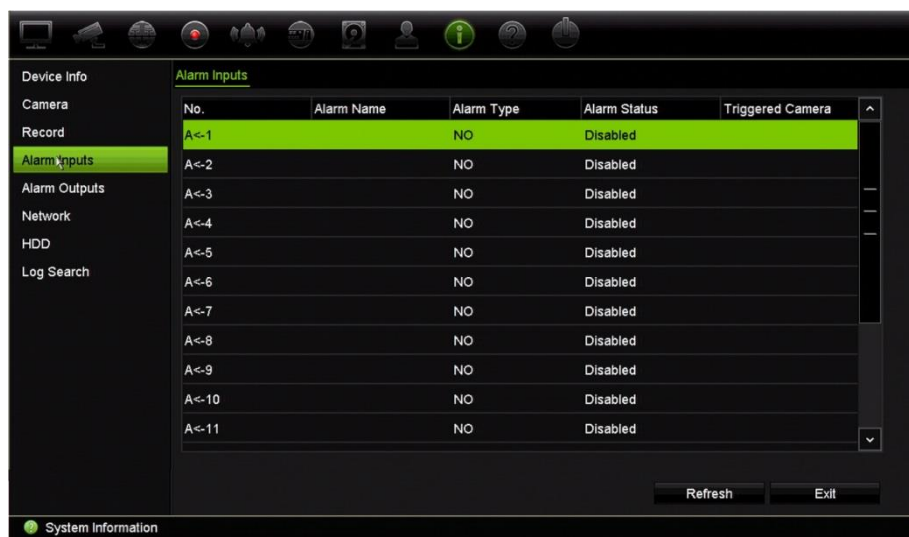 Device Info
Camera
Record
Alarm Inputs
Alarm Outputs
Network
HDD
Log Search
Alarm Inputs
No. Alarm Name Alarm Type Alarm Status Triggered Camera
A<-1 NO Disabled
A<-2 NO Disabled
A<-3 NO Disabled
A<-4 NO Disabled
A<-5 NO Disabled
A<-6 NO Disabled
A<-7 NO Disabled
A<-8 NO Disabled
A<-9 NO Disabled
A<-10 NO Disabled
A<-11 NO Disabled
Refresh Exit
System Information